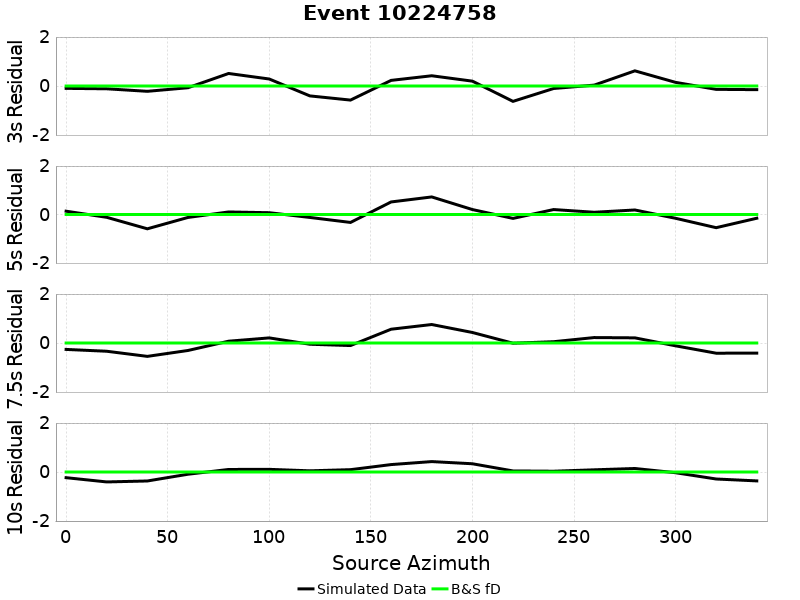 Event 10224758
3s Residual
2
0
-2
5s Residual
2
0
-2
7.5s Residual
2
0
-2
10s Residual
2
0
-2
0 50 100 150 200 250 300
Source Azimuth
Simulated Data B&S fD